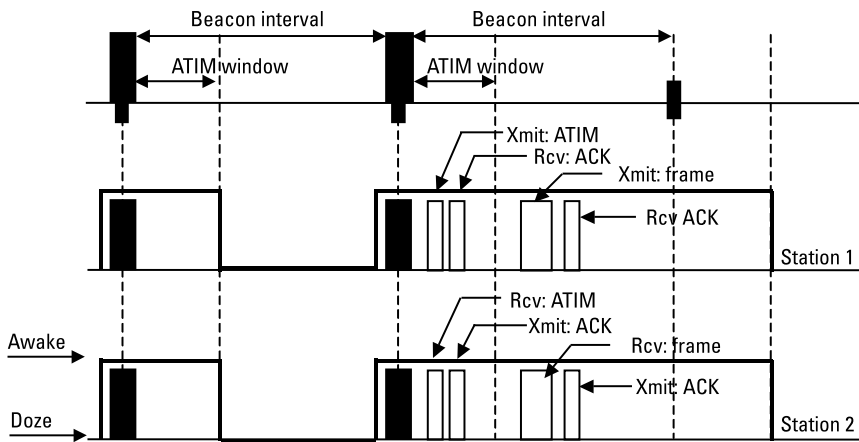 Beacon interval
Beacon interval
ATIM window
ATIM window
Xmit: ATIM
Rcv: ACK
Xmit: frame
Rcv ACK
Station 1
Rcv: ATIM
Xmit: ACK
Rcv: frame
Awake
Xmit: ACK
Doze
Station 2